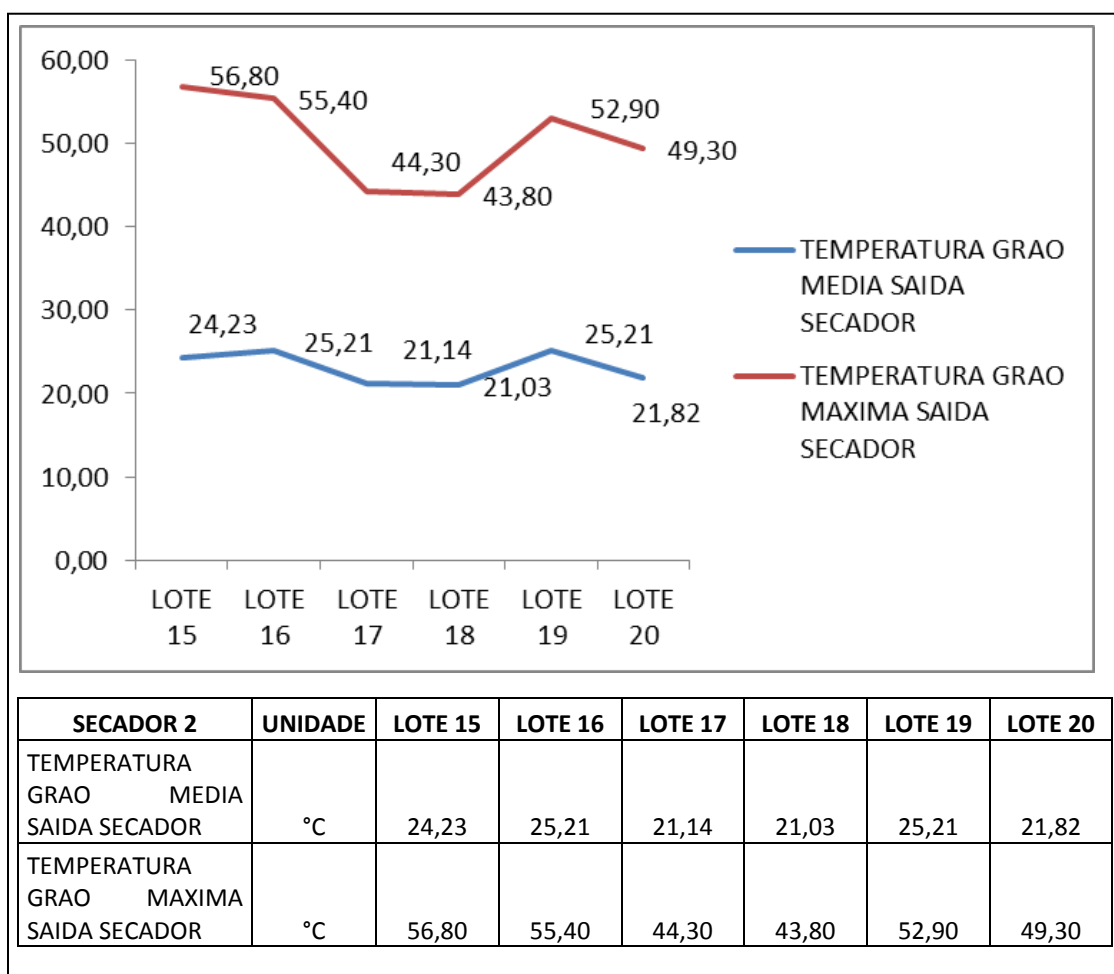 60,00
50,00
40,00
30,00
20,00
10,00
0,00
56,80
55,40
44,30
43,80
52,90
49,30
24,23
25,21
21,14
21,03
25,21
21,82
LOTE 15
LOTE 16
LOTE 17
LOTE 18
LOTE 19
LOTE 20
TEMPERATURA GRAO
MEDIA SAIDA
SECADOR
TEMPERATURA GRAO
MAXIMA SAIDA
SECADOR
SECADOR 2 UNIDADE LOTE 15 LOTE 16 LOTE 17 LOTE 18 LOTE 19 LOTE 20
TEMPERATURA
GRAO MEDIA
SAIDA SECADOR °C 24,23 25,21 21,14 21,03 25,21 21,82
TEMPERATURA
GRAO MAXIMA
SAIDA SECADOR °C 56,80 55,40 44,30 43,80 52,90 49,30